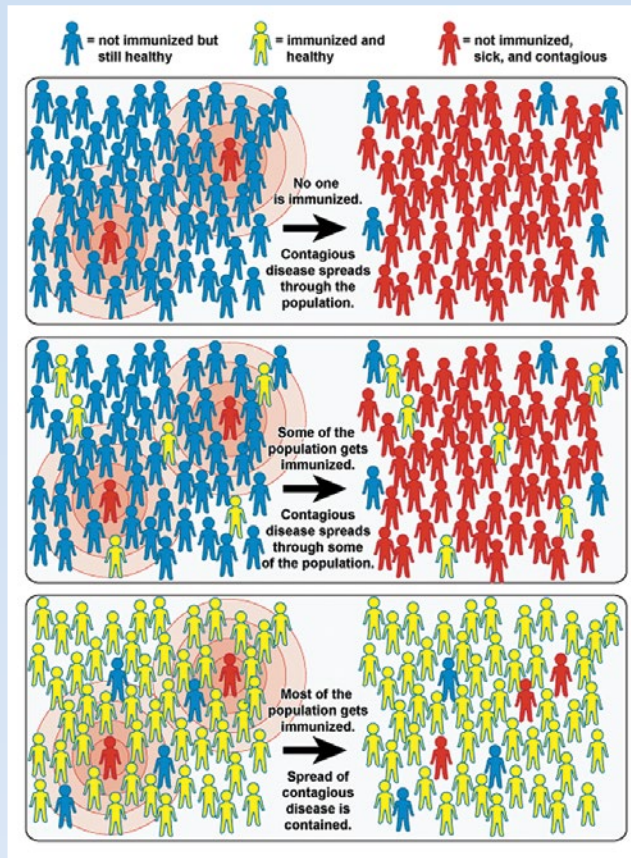 = not immunized but
still healthy
= immunized and
healthy
= not immunized,
sick, and contagious
No one
is immunized.
Contagious
disease spreads
through the
population.
Some of the
population gets
immunized.
Contagious
disease spreads
through some
of the population.
Most of the
population gets
immunized.
Spread of
contagious
disease is
contained.